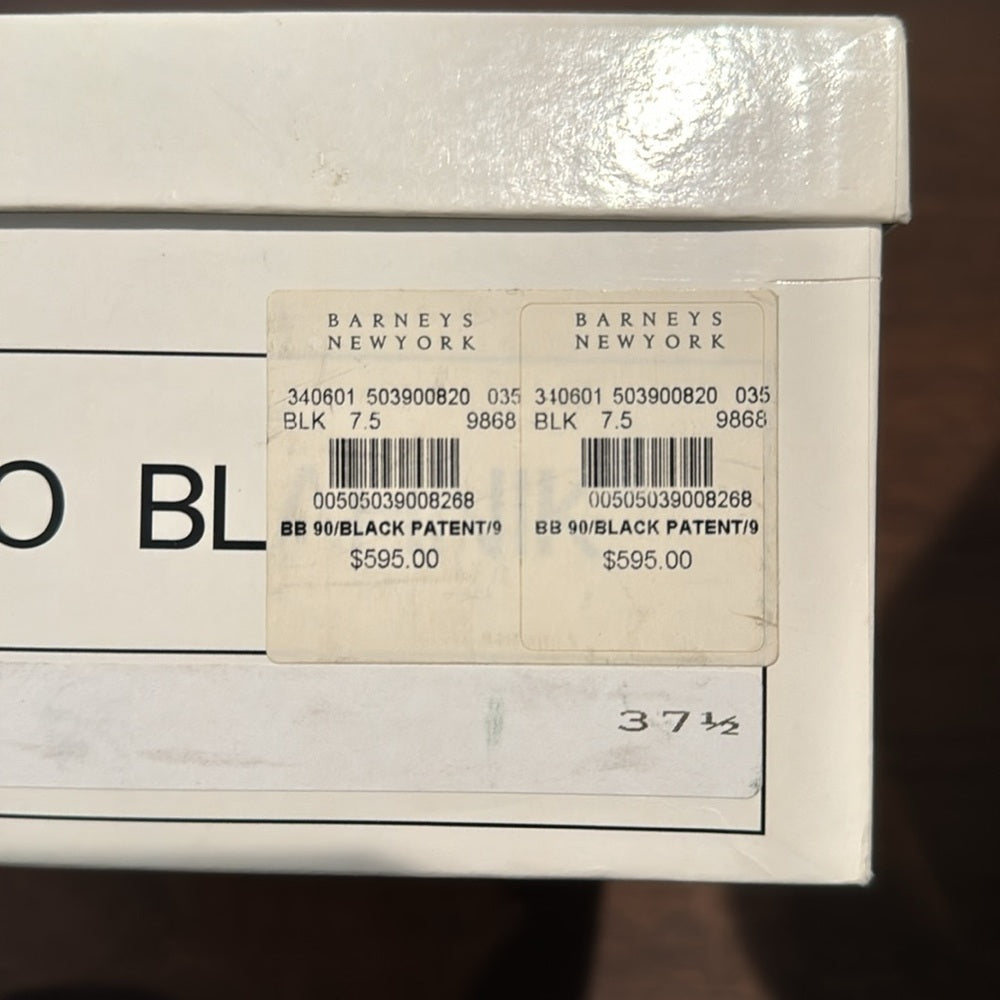 BARNEYS
NEWYORK
340601 503900820 035
BLK 7.5 9868
00505039008268
BB 90/BLACK PATENT/9
$595.00
BARNEYS
NEWYORK
340601 503900820 035
BLK 7.5 9868
00505039008268
BB 90/BLACK PATENT/9
$595.00
O BL
37½